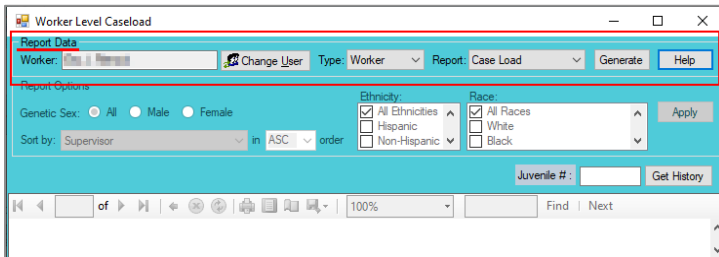 Worker Level Caseload
Report Data
Worker: Change User Type: Worker Report: Case Load Generate Help
Report Options
Genetic Sex: All Male Female Ethnicity: Race:
All Ethnicities All Races Apply
Hispanic White
Sort by: Supervisor in ASC order Non-Hispanic Black
Juvenile # : Get History
of 100% Find | Next